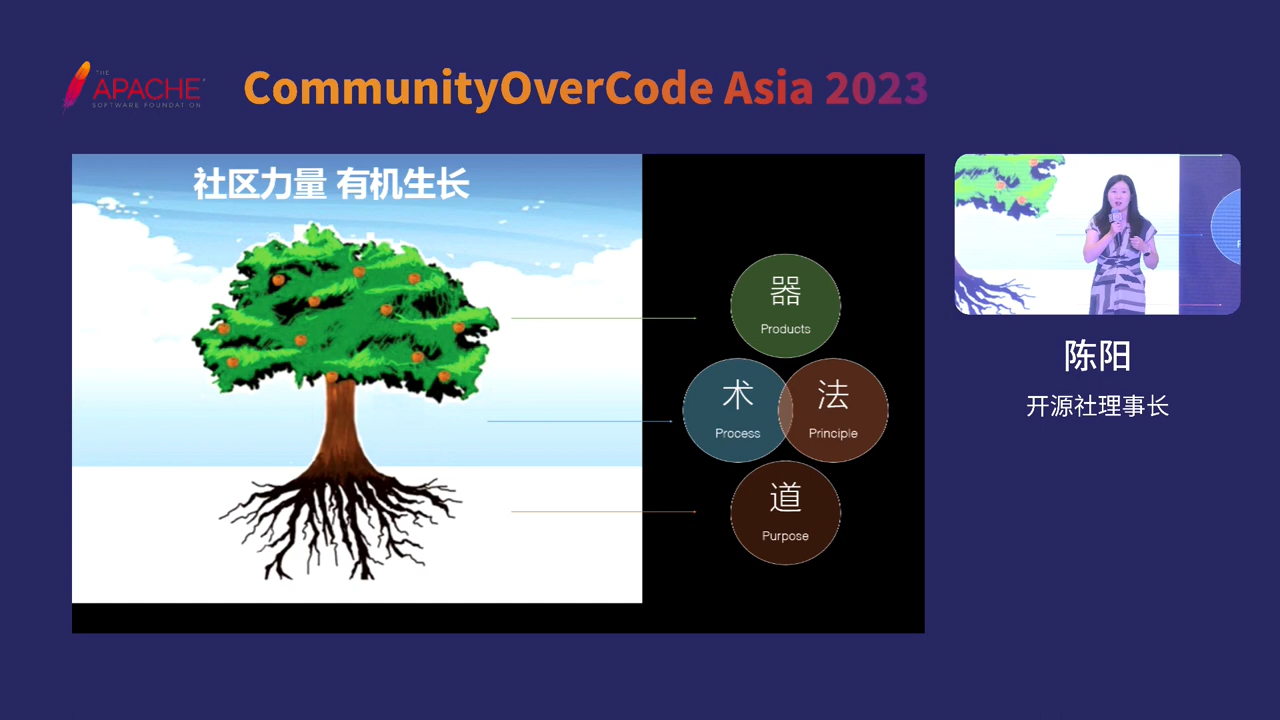 THE
APACHE
SOFTWARE FOUNDATION
CommunityOverCode Asia 2023
社区力量 有机生长
器
Products
术
Process
法
Principle
道
Purpose
陈阳
开源社理事长